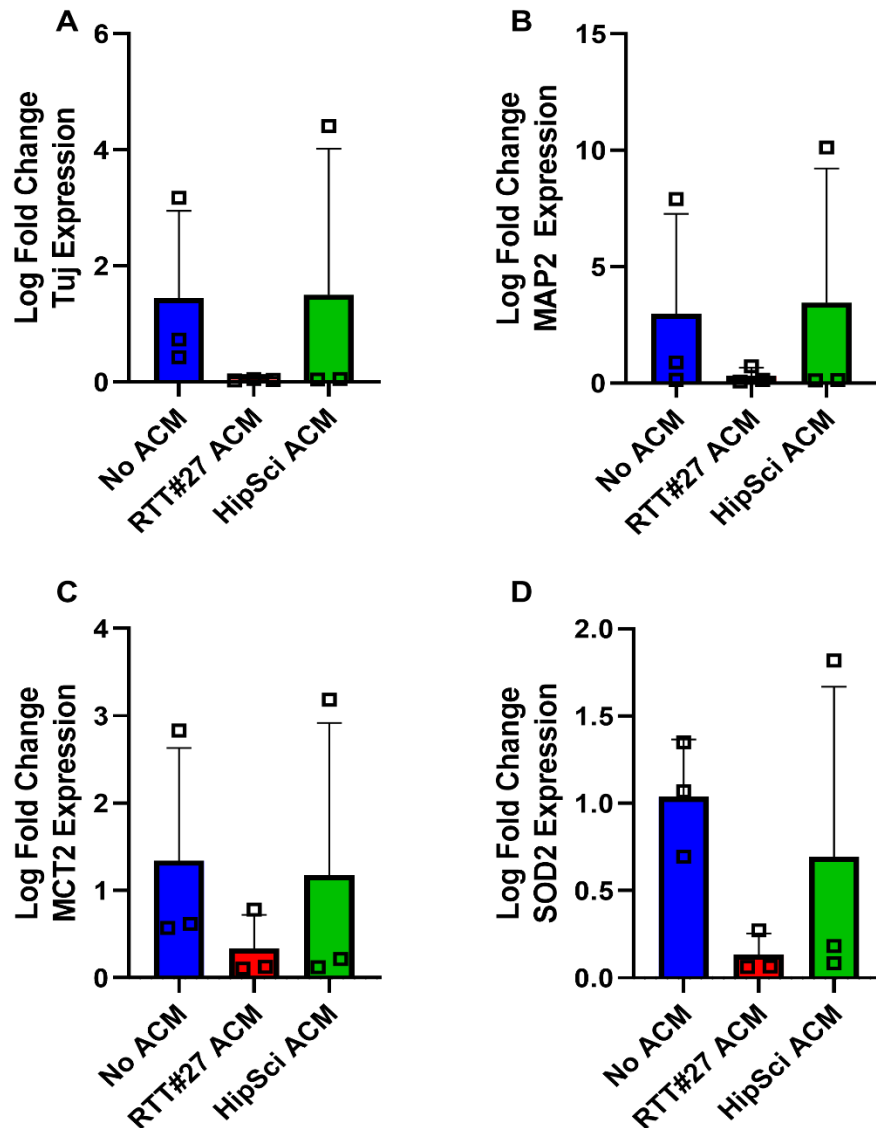 A
Log Fold Change
Tuj Expression
6
4
2
0
No ACM
RTT#27 ACM
HipSci ACM
B
Log Fold Change
MAP2 Expression
15
10
5
0
No ACM
RTT#27 ACM
HipSci ACM
C
Log Fold Change
MCT2 Expression
4
3
2
1
0
No ACM
RTT#27 ACM
HipSci ACM
D
Log Fold Change
SOD2 Expression
2.0
1.5
1.0
0.5
0.0
No ACM
RTT#27 ACM
HipSci ACM